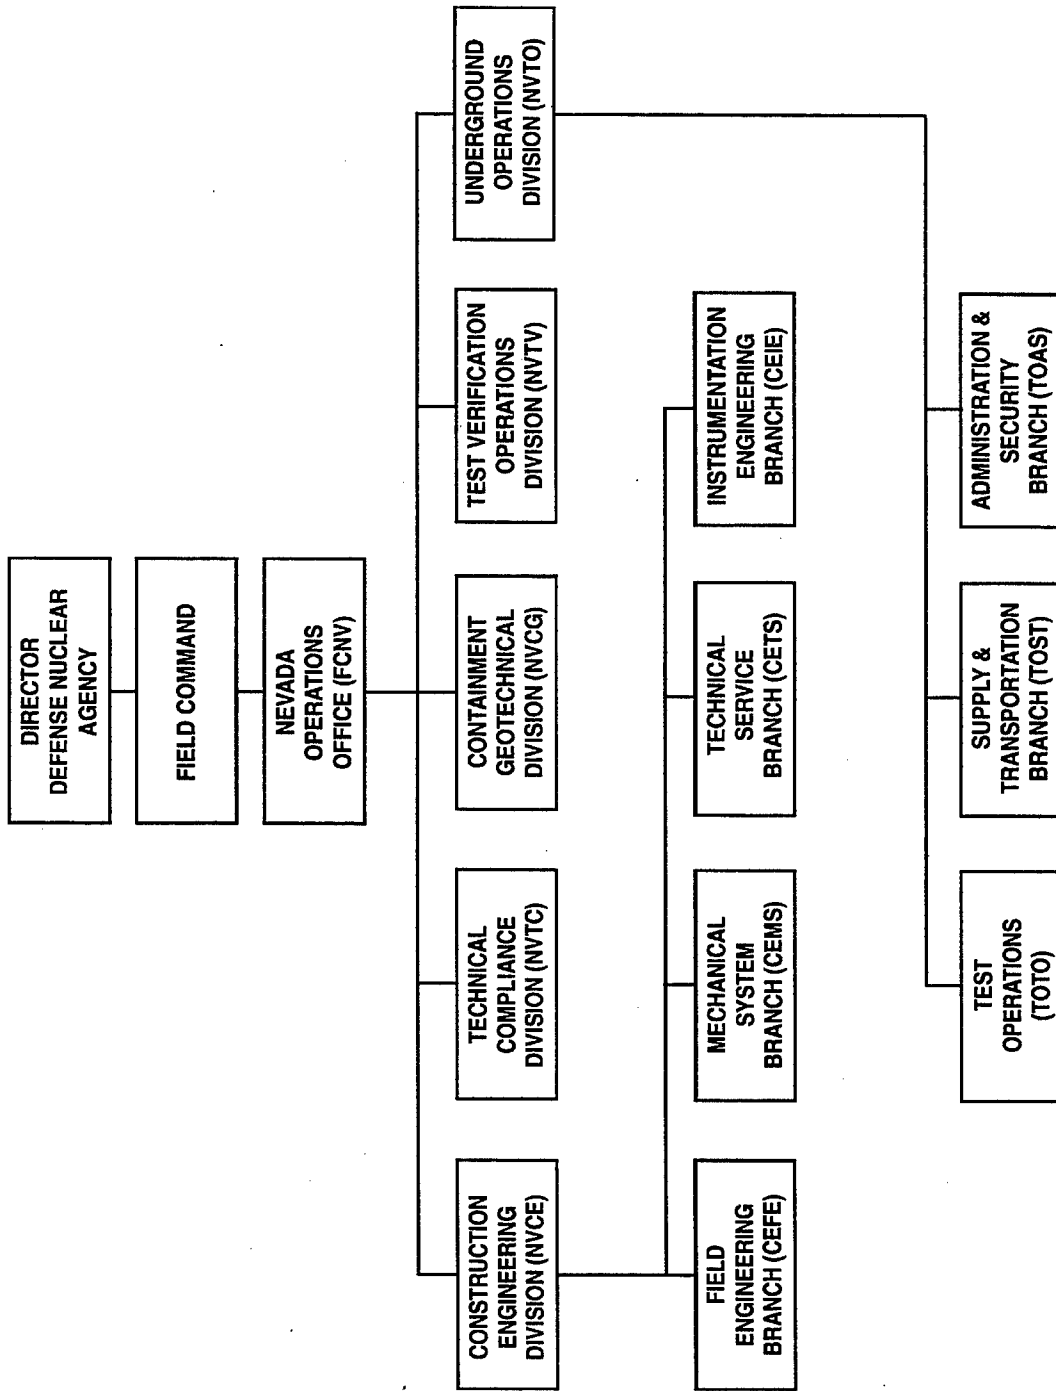 DIRECTOR
DEFENSE NUCLEAR
AGENCY
FIELD COMMAND
NEVADA
OPERATIONS
OFFICE (FCNV)
CONSTRUCTION
ENGINEERING
DIVISION (NVCE)
TECHNICAL
COMPLIANCE
DIVISION (NVTC)
CONTAINMENT
GEOTECHNICAL
DIVISION (NVCG)
TEST VERIFICATION
OPERATIONS
DIVISION (NVTV)
UNDERGROUND
OPERATIONS
DIVISION (NVTO)
FIELD
ENGINEERING
BRANCH (CEFE)
MECHANICAL
SYSTEM
BRANCH (CEMS)
TECHNICAL
SERVICE
BRANCH (CETS)
INSTRUMENTATION
ENGINEERING
BRANCH (CEIE)
TEST
OPERATIONS
(TOTO)
SUPPLY &
TRANSPORTATION
BRANCH (TOST)
ADMINISTRATION &
SECURITY
BRANCH (TOAS)